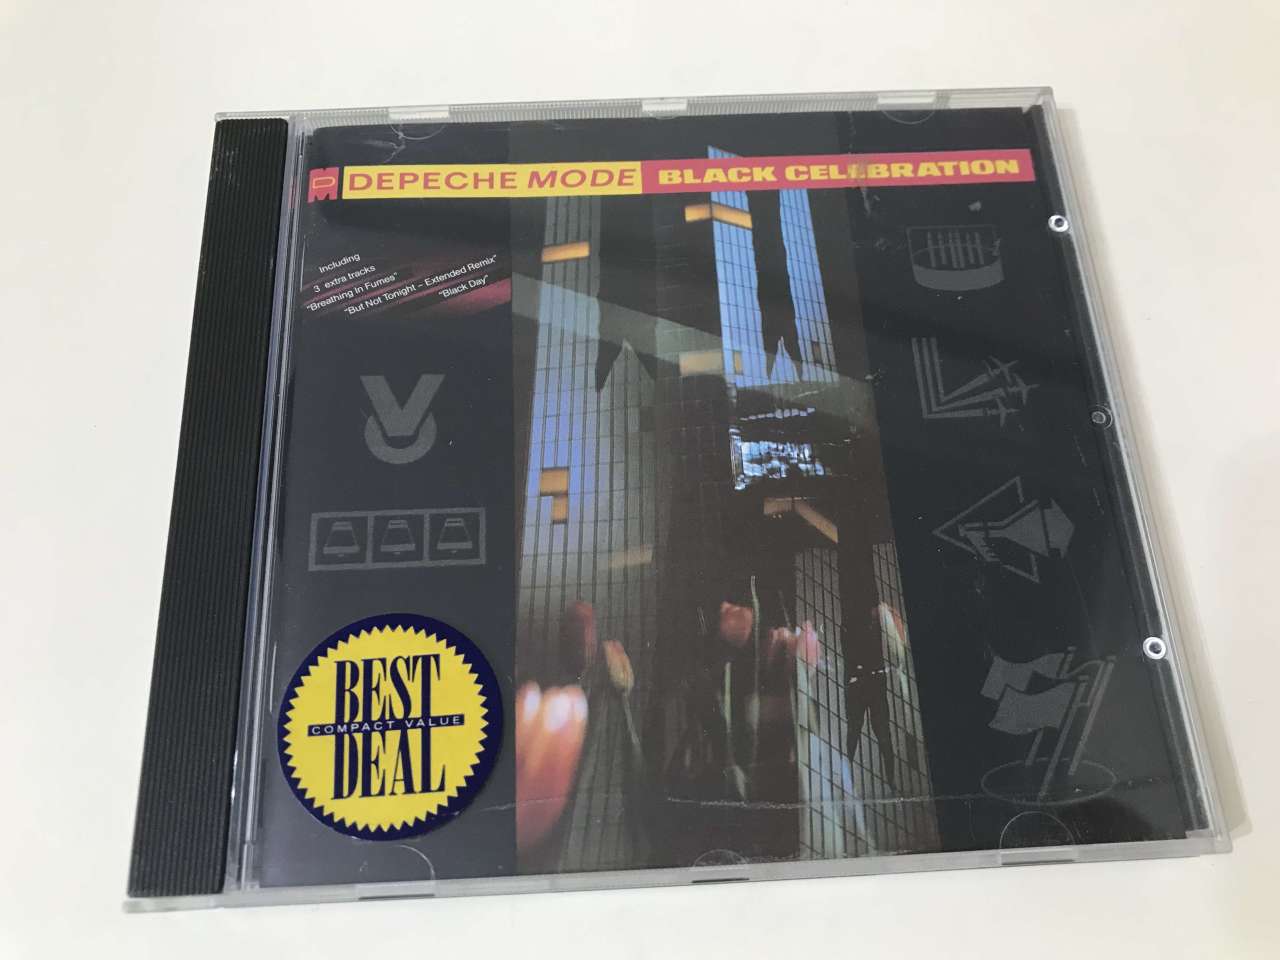 DM
DEPECHE MODE BLACK CELEBRATION
Including
3 extra tracks
"Breathing In Fumes"
"But Not Tonight – Extended Remix"
"Black Day"
BEST
COMPACT VALUE
DEAL